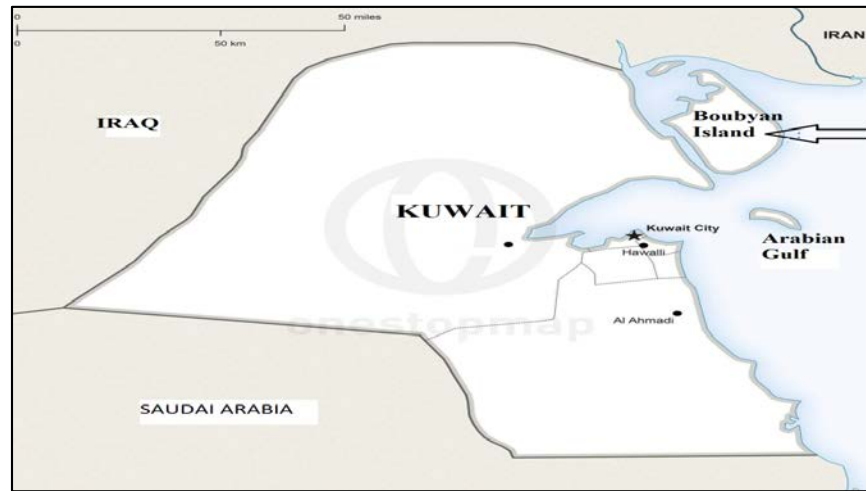 0
50 miles
0
50 km
IRAN
IRAQ
Boubyan
Island
KUWAIT
Kuwait City
Hawalli
Arabian
Gulf
onestopmap
Al Ahmadi
SAUDAI ARABIA